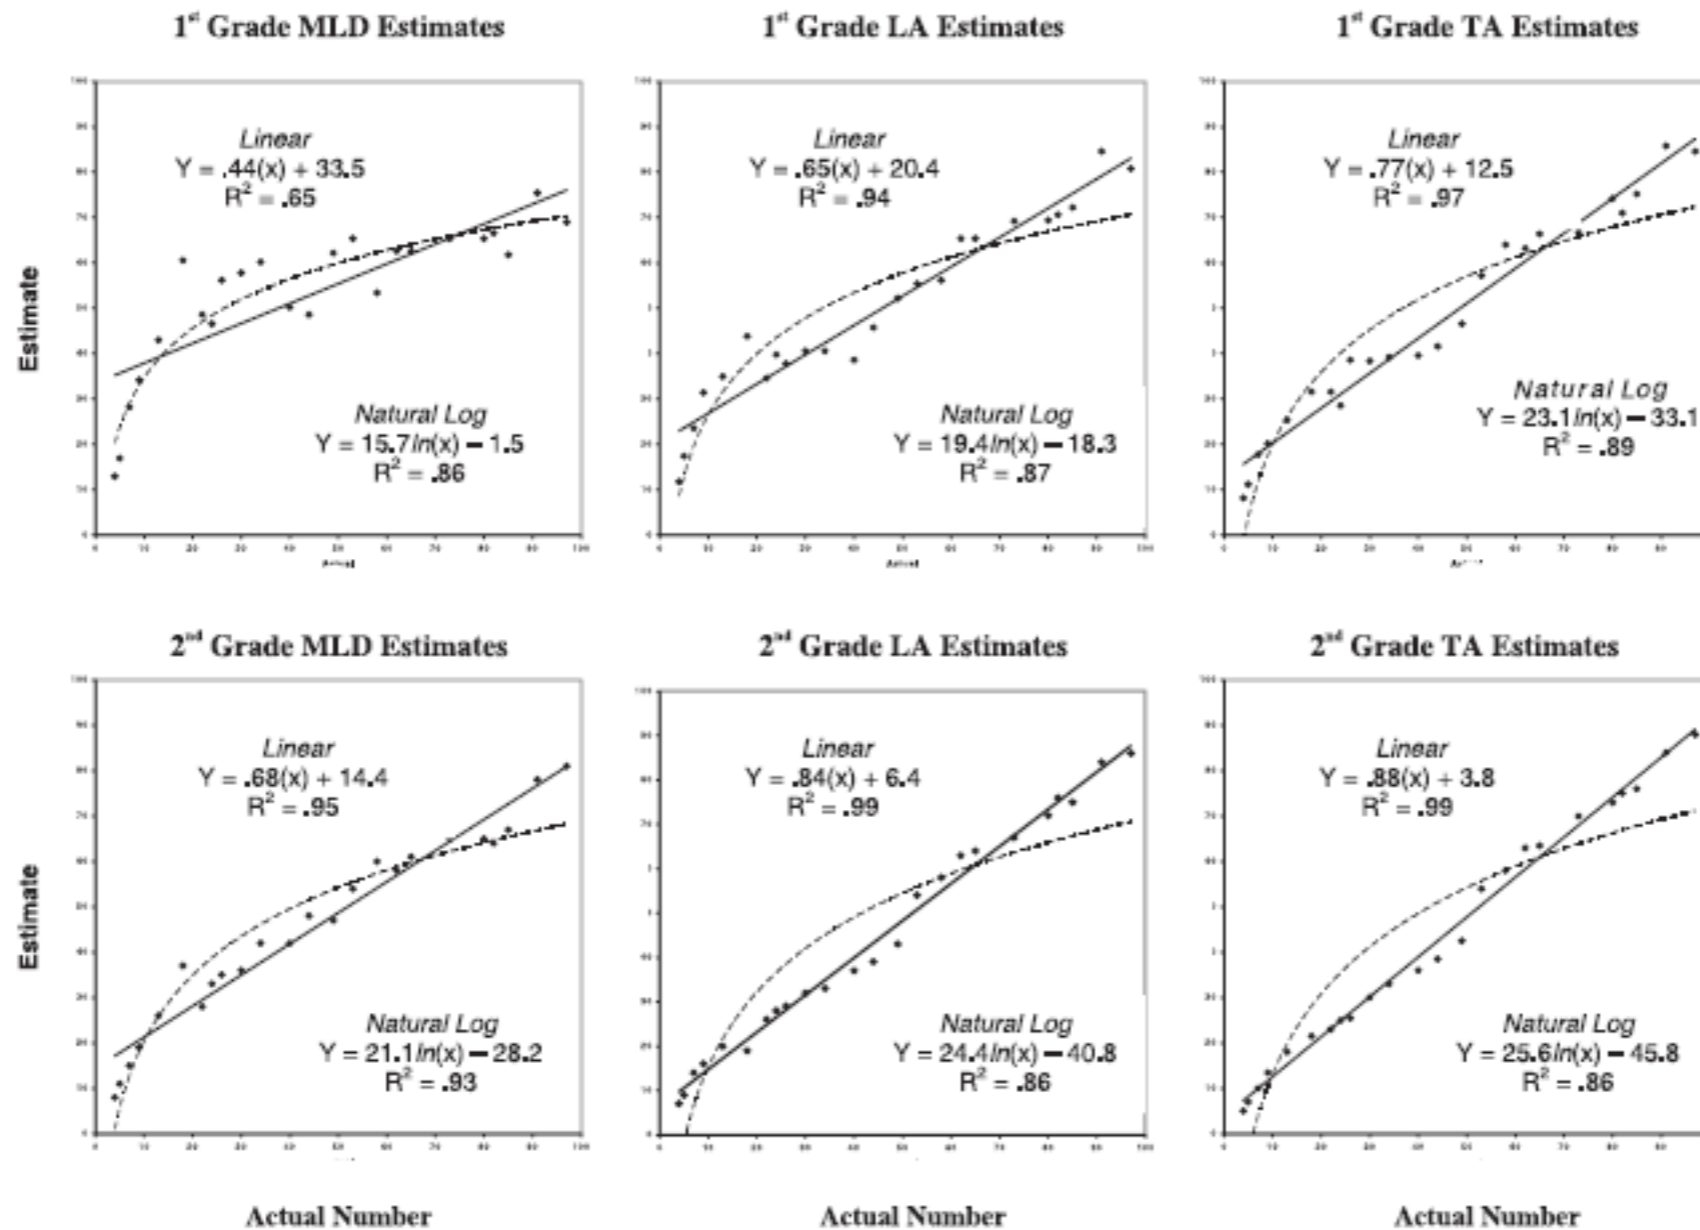 1st Grade MLD Estimates
1st Grade LA Estimates
1st Grade TA Estimates
Estimate
Linear
Y = .44(x) + 33.5
R² = .65
Natural Log
Y = 15.7ln(x) – 1.5
R² = .86
Linear
Y = .65(x) + 20.4
R² = .94
Natural Log
Y = 19.4ln(x) – 18.3
R² = .87
Linear
Y = .77(x) + 12.5
R² = .97
Natural Log
Y = 23.1ln(x) – 33.1
R² = .89
2nd Grade MLD Estimates
2nd Grade LA Estimates
2nd Grade TA Estimates
Estimate
Linear
Y = .68(x) + 14.4
R² = .95
Natural Log
Y = 21.1ln(x) – 28.2
R² = .93
Linear
Y = .84(x) + 6.4
R² = .99
Natural Log
Y = 24.4ln(x) – 40.8
R² = .86
Linear
Y = .88(x) + 3.8
R² = .99
Natural Log
Y = 25.6ln(x) – 45.8
R² = .86
Actual Number
Actual Number
Actual Number